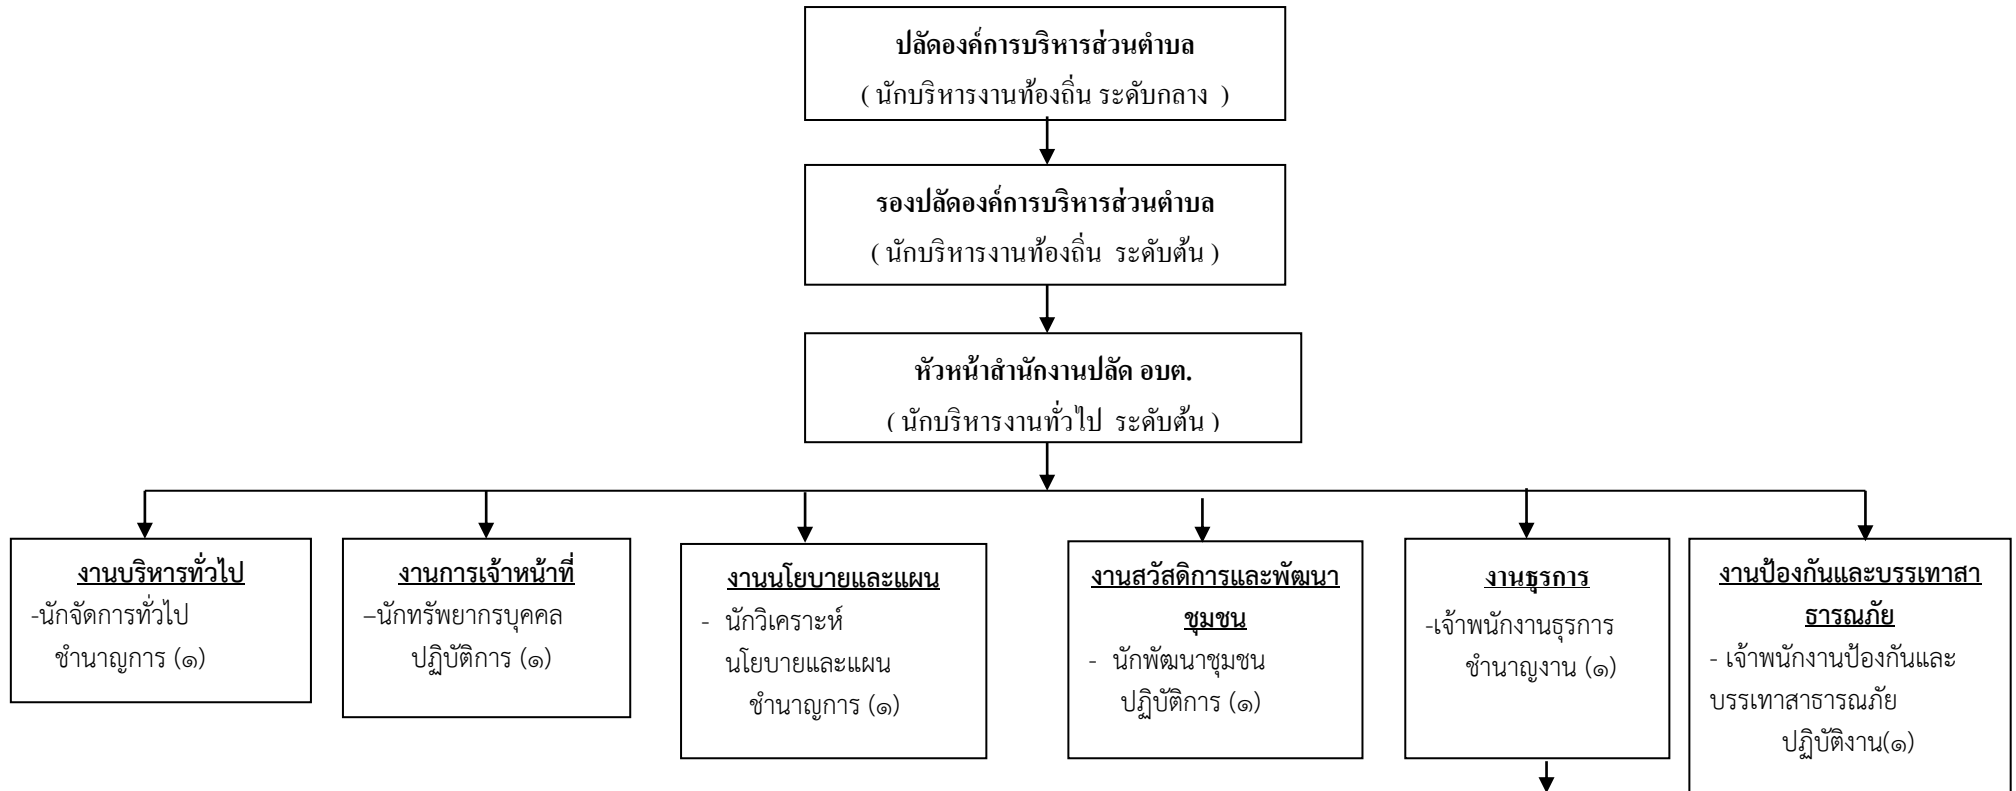 ปลัดองค์การบริหารส่วนตำบล
( นักบริหารงานท้องถิ่น ระดับกลาง )
รองปลัดองค์การบริหารส่วนตำบล
( นักบริหารงานท้องถิ่น ระดับต้น )
หัวหน้าสำนักงานปลัด อบต.
( นักบริหารงานทั่วไป ระดับต้น )
งานบริหารทั่วไป
-นักจัดการทั่วไป
ชำนาญการ (๑)
งานการเจ้าหน้าที่
–นักทรัพยากรบุคคล
ปฏิบัติการ (๑)
งานนโยบายและแผน
- นักวิเคราะห์
นโยบายและแผน
ชำนาญการ (๑)
งานสวัสดิการและพัฒนา
ชุมชน
- นักพัฒนาชุมชน
ปฏิบัติการ (๑)
งานธุรการ
-เจ้าพนักงานธุรการ
ชำนาญงาน (๑)
งานป้องกันและบรรเทาสา
ธารณภัย
- เจ้าพนักงานป้องกันและ
บรรเทาสาธารณภัย
ปฏิบัติงาน(๑)